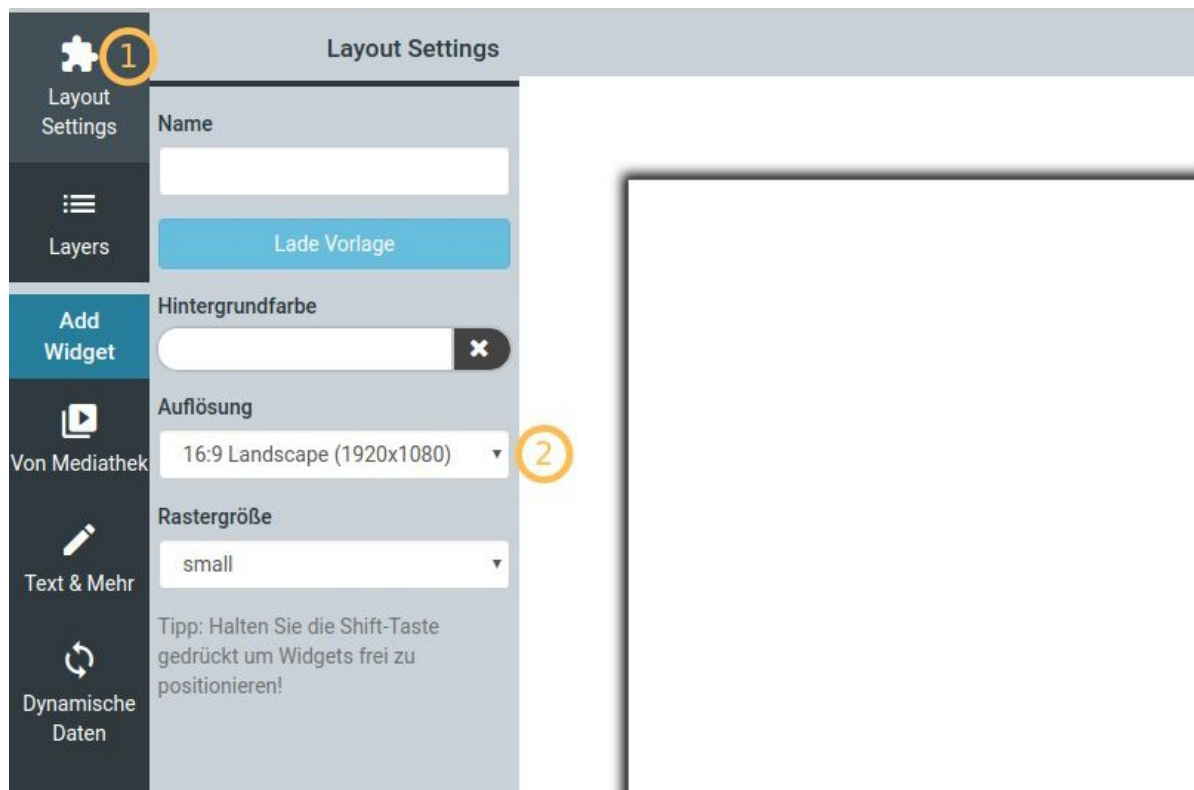 1
Layout
Settings
Layers
Add
Widget
Von Mediathek
Text & Mehr
Dynamische
Daten
Layout Settings
Name
Lade Vorlage
Hintergrundfarbe
Auflösung
16:9 Landscape (1920x1080)
2
Rastergröße
small
Tipp: Halten Sie die Shift-Taste
gedrückt um Widgets frei zu
positionieren!